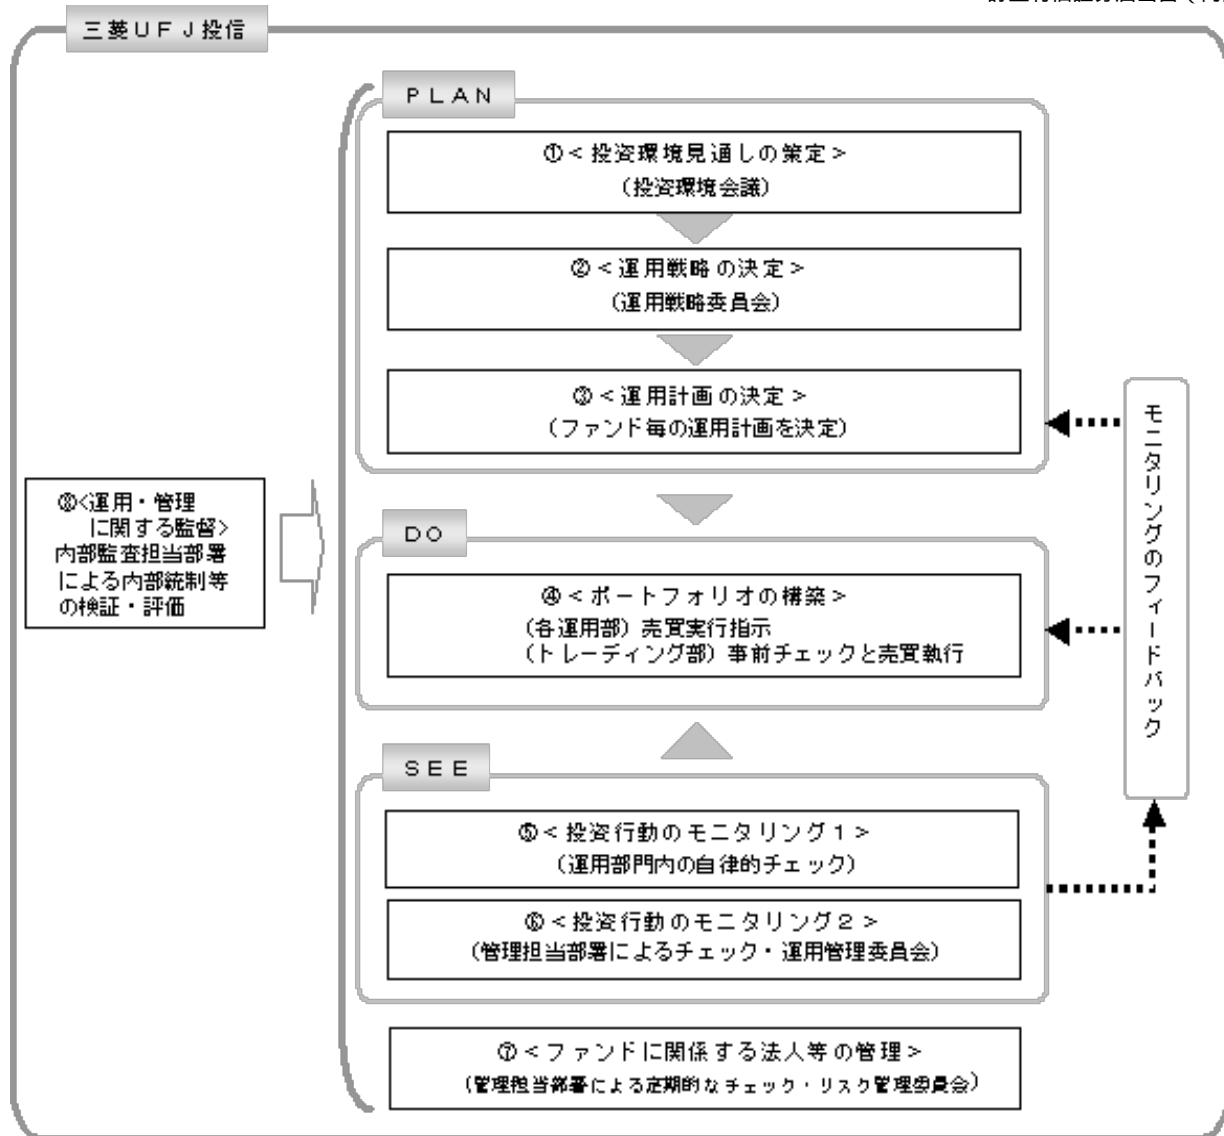 三菱ＵＦＪ投信
ＰＬＡＮ
①＜投資環境見通しの策定＞
（投資環境会議）
②＜運用戦略の決定＞
（運用戦略委員会）
③＜運用計画の決定＞
（ファンド毎の運用計画を決定）
モニタリングのフィードバック
⑧<運用・管理
に関する監督>
内部監査担当部署
による内部統制等
の検証・評価
ＤＯ
④＜ポートフォリオの構築＞
（各運用部）売買実行指示
（トレーディング部）事前チェックと売買執行
ＳＥＥ
⑤＜投資行動のモニタリング１＞
（運用部門内の自律的チェック）
⑥＜投資行動のモニタリング２＞
（管理担当部署によるチェック・運用管理委員会）
⑦＜ファンドに関係する法人等の管理＞
（管理担当部署による定期的なチェック・リスク管理委員会）